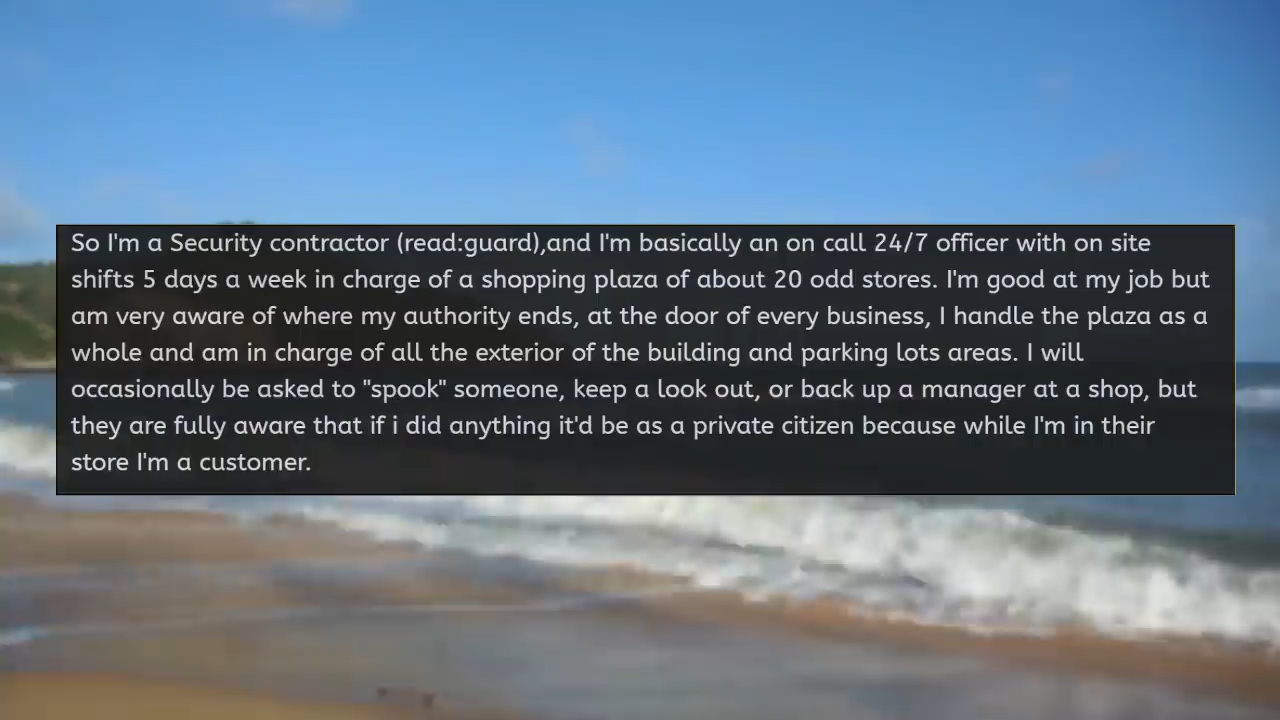 So I'm a Security contractor (read:guard),and I'm basically an on call 24/7 officer with on site
shifts 5 days a week in charge of a shopping plaza of about 20 odd stores. I'm good at my job but
am very aware of where my authority ends, at the door of every business, I handle the plaza as a
whole and am in charge of all the exterior of the building and parking lots areas. I will
occasionally be asked to "spook" someone, keep a look out, or back up a manager at a shop, but
they are fully aware that if i did anything it'd be as a private citizen because while I'm in their
store I'm a customer.